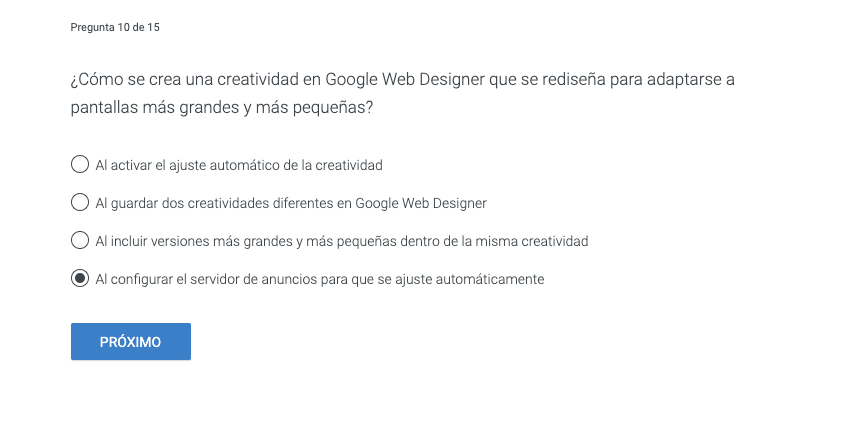 Pregunta 10 de 15
¿Cómo se crea una creatividad en Google Web Designer que se rediseña para adaptarse a
pantallas más grandes y más pequeñas?
Al activar el ajuste automático de la creatividad
Al guardar dos creatividades diferentes en Google Web Designer
Al incluir versiones más grandes y más pequeñas dentro de la misma creatividad
Al configurar el servidor de anuncios para que se ajuste automáticamente
PRÓXIMO